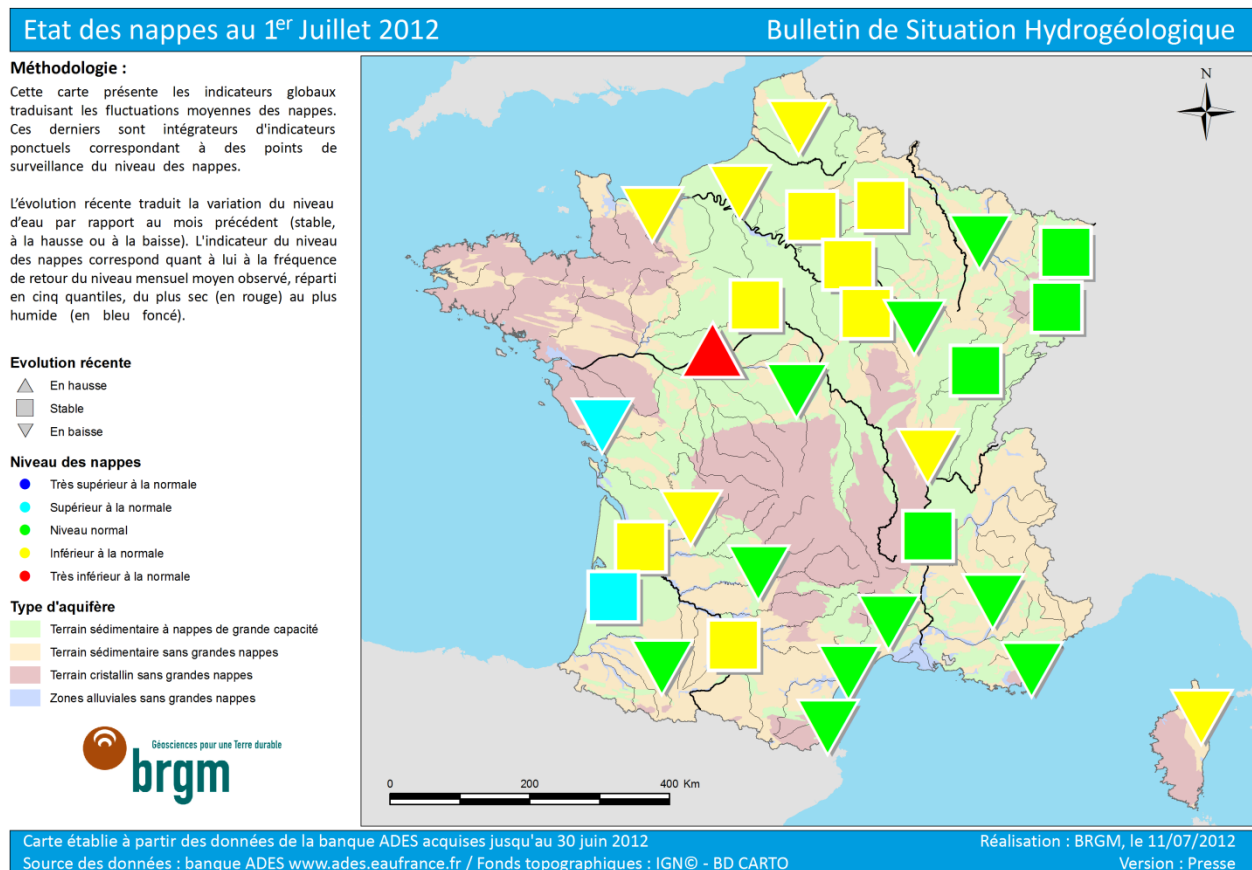 Etat des nappes au 1er Juillet 2012
Bulletin de Situation Hydrogéologique
Méthodologie :
Cette carte présente les indicateurs globaux
traduisant les fluctuations moyennes des nappes.
Ces derniers sont intégrateurs d'indicateurs
ponctuels correspondant à des points de
surveillance du niveau des nappes.
L'évolution récente traduit la variation du niveau
d'eau par rapport au mois précédent (stable,
à la hausse ou à la baisse). L'indicateur du niveau
des nappes correspond quant à lui à la fréquence
de retour du niveau mensuel moyen observé, réparti
en cinq quantiles, du plus sec (en rouge) au plus
humide (en bleu foncé).
Evolution récente
En hausse
Stable
En baisse
Niveau des nappes
Très supérieur à la normale
Supérieur à la normale
Niveau normal
Inférieur à la normale
Très inférieur à la normale
Type d'aquifère
Terrain sédimentaire à nappes de grande capacité
Terrain sédimentaire sans grandes nappes
Terrain cristallin sans grandes nappes
Zones alluviales sans grandes nappes
Géosciences pour une Terre durable
brgm
N
0 200 400 Km
Carte établie à partir des données de la banque ADES acquises jusqu'au 30 juin 2012
Réalisation : BRGM, le 11/07/2012
Source des données : banque ADES www.ades.eaufrance.fr / Fonds topographiques : IGN© - BD CARTO
Version : Presse